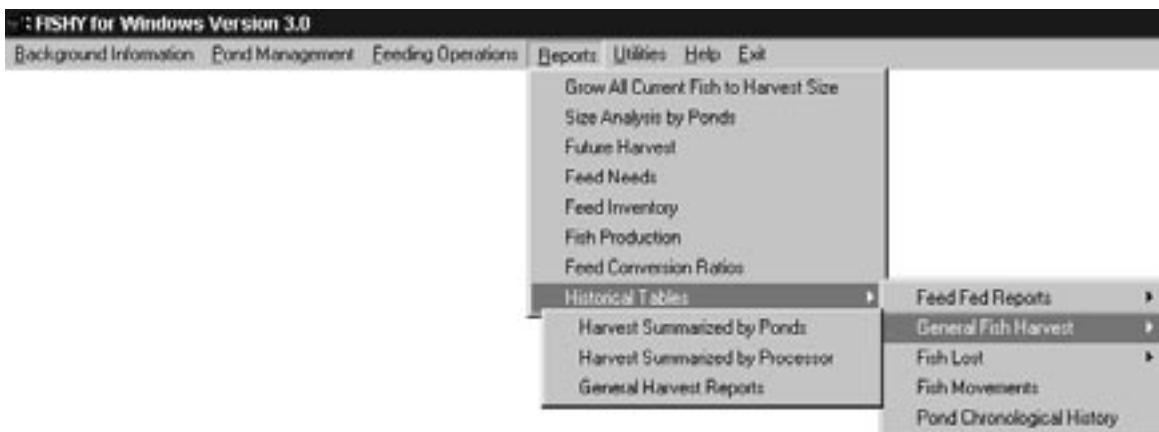 FISHY for Windows Version 3.0
Background Information Pond Management Feeding Operations Reports Utilities Help Exit
Grow All Current Fish to Harvest Size
Size Analysis by Ponds
Future Harvest
Feed Needs
Feed Inventory
Fish Production
Feed Conversion Ratios
Historical Tables
Feed Fed Reports
General Fish Harvest
Fish Lost
Fish Movements
Pond Chronological History
Harvest Summarized by Ponds
Harvest Summarized by Processor
General Harvest Reports